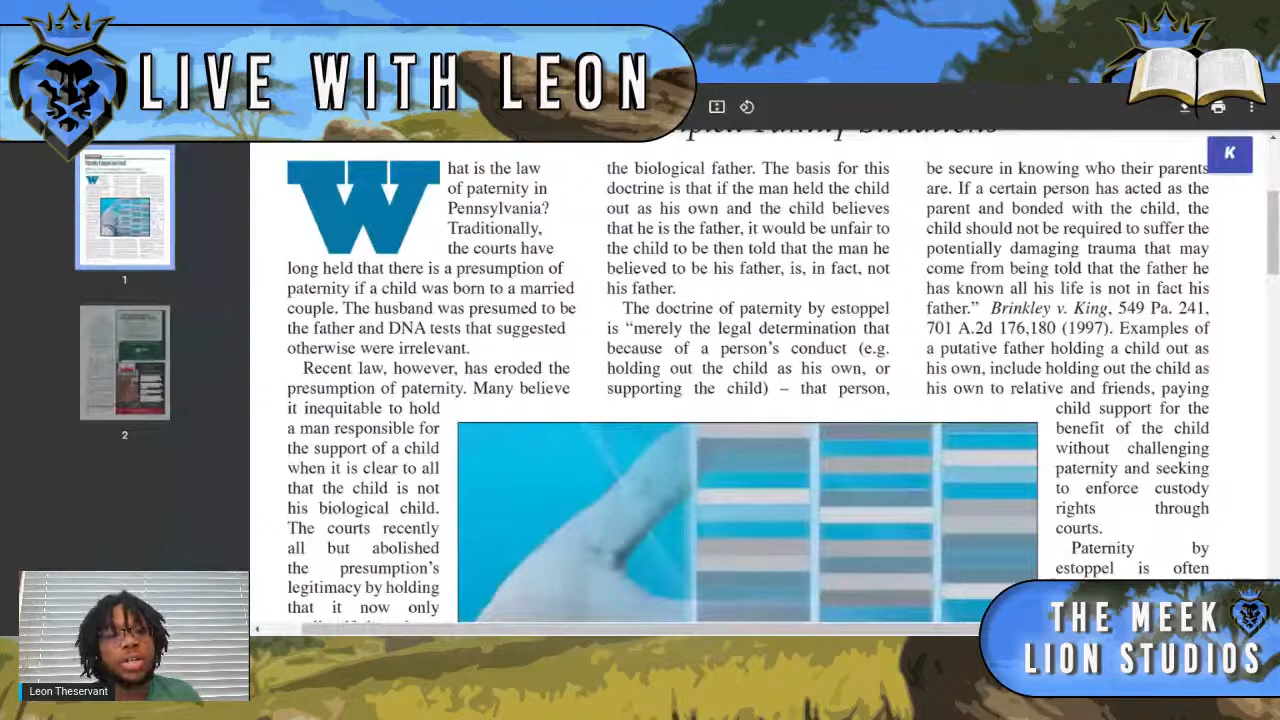 LIVE WITH LEON
Family Situations
K
What is the law
of paternity in
Pennsylvania?
Traditionally,
the courts have
long held that there is a presumption of
paternity if a child was born to a married
couple. The husband was presumed to be
the father and DNA tests that suggested
otherwise were irrelevant.
Recent law, however, has eroded the
presumption of paternity. Many believe
it inequitable to hold
a man responsible for
the support of a child
when it is clear to all
that the child is not
his biological child.
The courts recently
all but abolished
the presumption's
legitimacy by holding
that it now only
the biological father. The basis for this
doctrine is that if the man held the child
out as his own and the child believes
that he is the father, it would be unfair to
the child to be then told that the man he
believed to be his father, is, in fact, not
his father.
The doctrine of paternity by estoppel
is “merely the legal determination that
because of a person's conduct (e.g.
holding out the child as his own, or
supporting the child) – that person,
be secure in knowing who their parents
are. If a certain person has acted as the
parent and bonded with the child, the
child should not be required to suffer the
potentially damaging trauma that may
come from being told that the father he
has known all his life is not in fact his
father.” Brinkley v. King, 549 Pa. 241,
701 A.2d 176,180 (1997). Examples of
a putative father holding a child out as
his own, include holding out the child as
his own to relative and friends, paying
child support for the
benefit of the child
without challenging
paternity and seeking
to enforce custody
rights through
courts.
Paternity by
estoppel is often
1
2
Leon Theservant
THE MEEK
LION STUDIOS